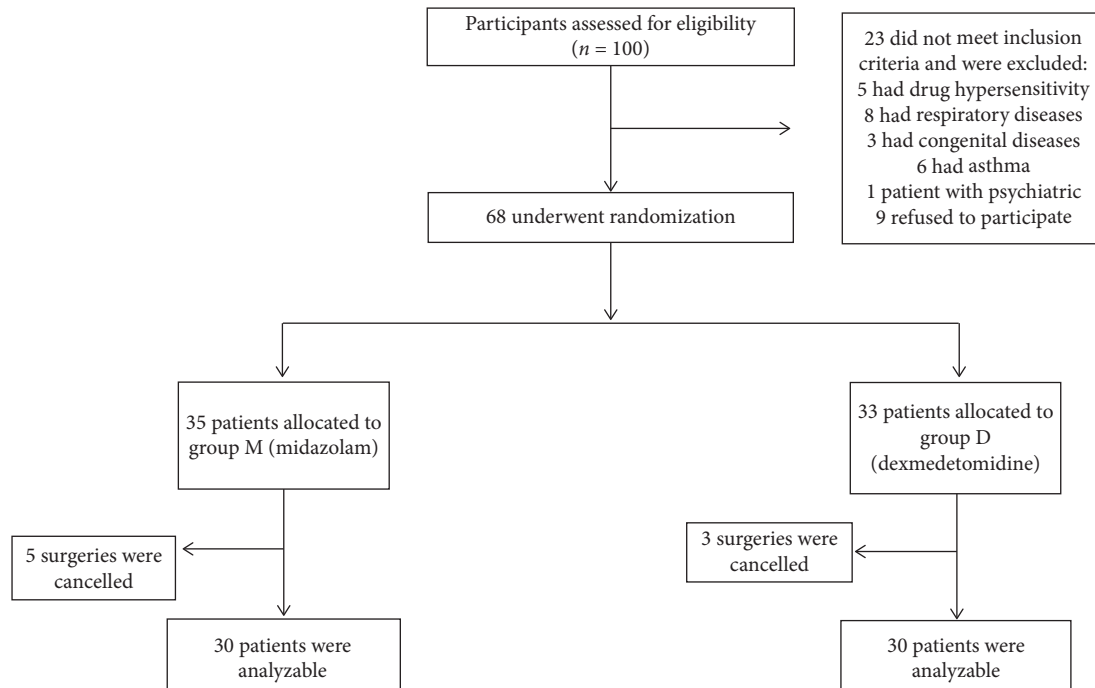 Participants assessed for eligibility
(n = 100)
23 did not meet inclusion
criteria and were excluded:
5 had drug hypersensitivity
8 had respiratory diseases
3 had congenital diseases
6 had asthma
1 patient with psychiatric
9 refused to participate
68 underwent randomization
35 patients allocated to
group M (midazolam)
33 patients allocated to
group D
(dexmedetomidine)
5 surgeries were
cancelled
3 surgeries were
cancelled
30 patients were
analyzable
30 patients were
analyzable